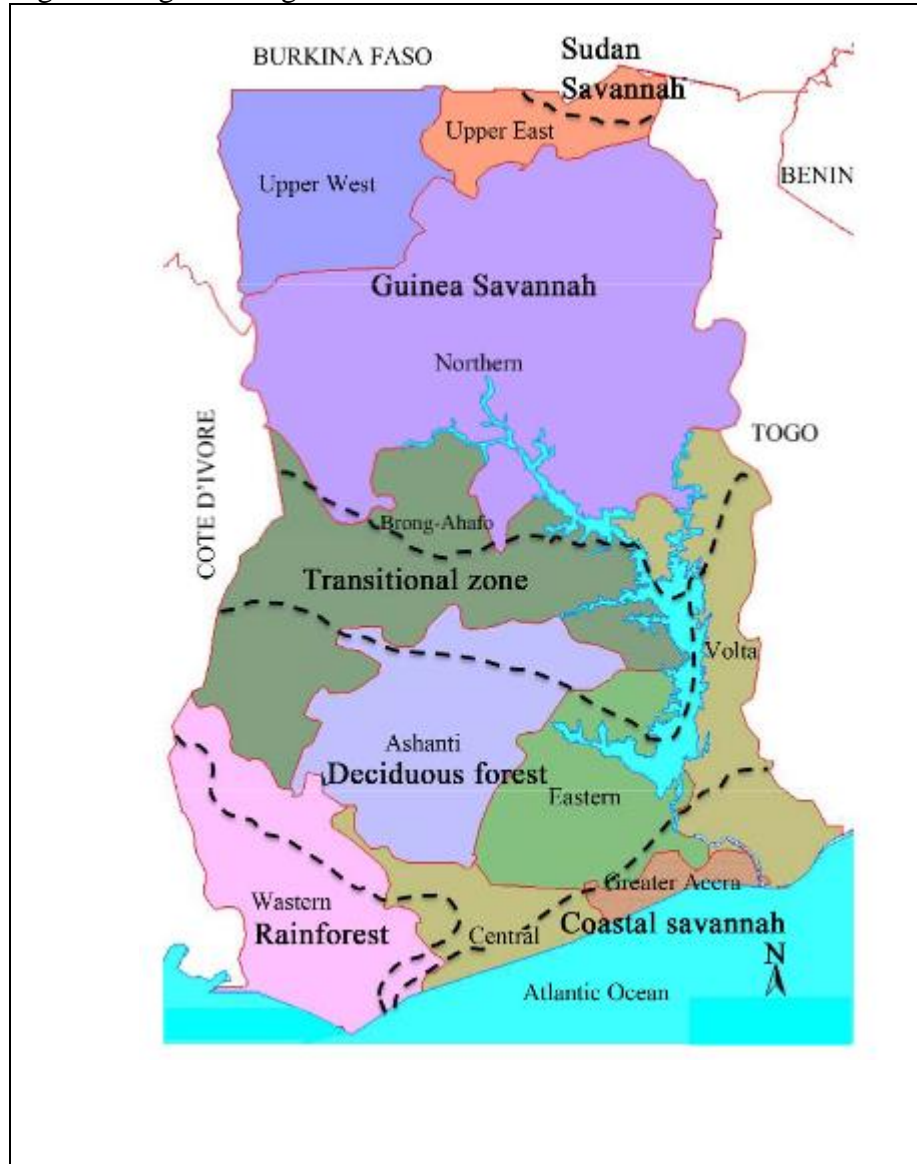 BURKINA FASO
Sudan
Savannah
Upper East
BENIN
Upper West
Guinea Savannah
Northern
COTE D'IVORE
TOGO
Brong-Ahafo
Transitional zone
Volta
Ashanti
Deciduous forest
Eastern
Greater Accra
Wastern
Rainforest
Central
Coastal savannah
N
Atlantic Ocean